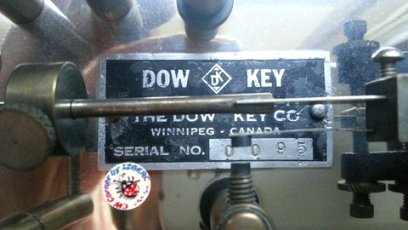 DOW DK KEY
THE DOW KEY CO
WINNIPEG - CANADA
SERIAL NO. 0095